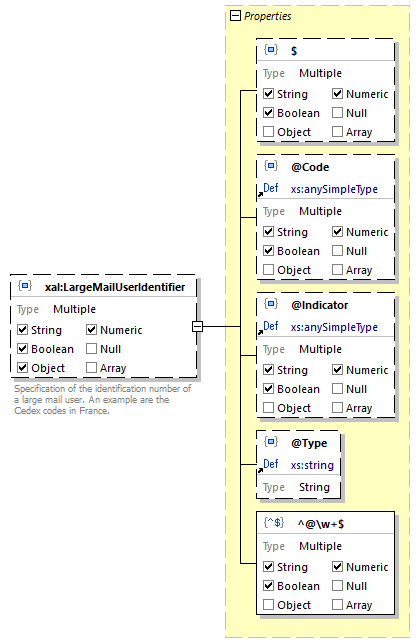 Properties
$
Type Multiple
String Numeric
Boolean Null
Object Array
@Code
Def xs:anySimpleType
Type Multiple
String Numeric
Boolean Null
Object Array
xal:LargeMailUserIdentifier
Type Multiple
String Numeric
Boolean Null
Object Array
Specification of the identification number of
a large mail user. An example are the
Cedex codes in France.
@Indicator
Def xs:anySimpleType
Type Multiple
String Numeric
Boolean Null
Object Array
@Type
Def xs:string
Type String
{^$} ^@\w+$
Type Multiple
String Numeric
Boolean Null
Object Array